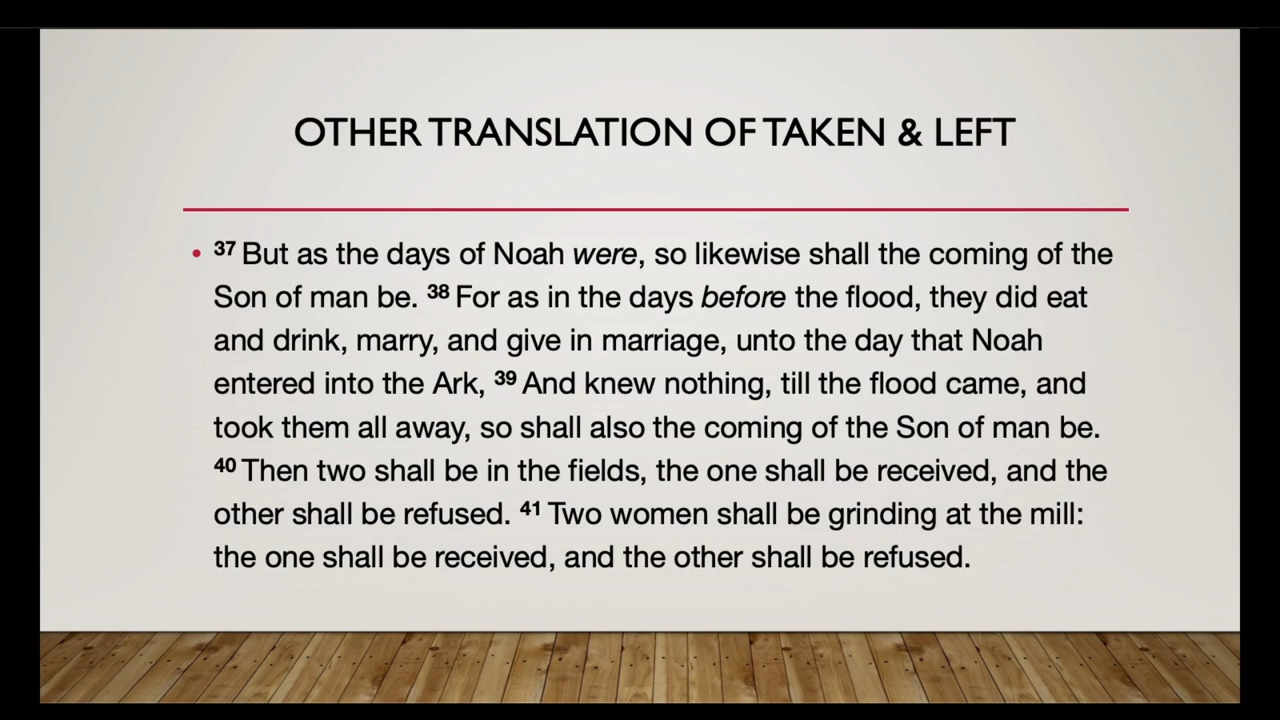 OTHER TRANSLATION OF TAKEN & LEFT
• 37 But as the days of Noah were, so likewise shall the coming of the
Son of man be. 38 For as in the days before the flood, they did eat
and drink, marry, and give in marriage, unto the day that Noah
entered into the Ark, 39 And knew nothing, till the flood came, and
took them all away, so shall also the coming of the Son of man be.
40 Then two shall be in the fields, the one shall be received, and the
other shall be refused. 41 Two women shall be grinding at the mill:
the one shall be received, and the other shall be refused.